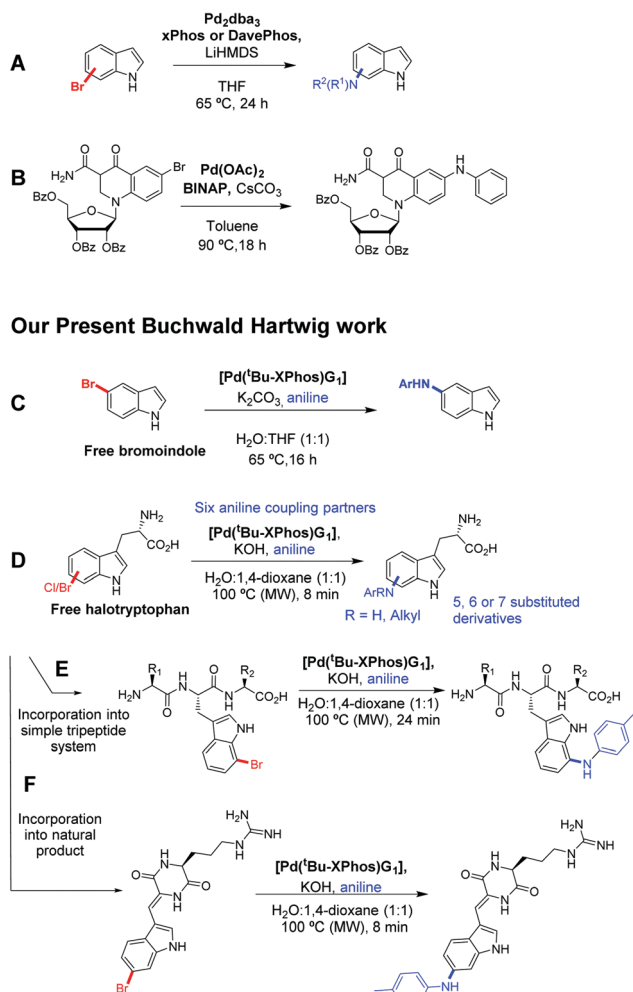 A
Br
N
H
Pd2dba3
xPhos or DavePhos,
LiHMDS
THF
65 ºC, 24 h
R2(R1)N
N
H
B
H2N
O
O
Br
BzO
O
N
OBz
OBz
Pd(OAc)2
BINAP, CsCO3
Toluene
90 ºC,18 h
H2N
O
O
H
N
BzO
O
N
OBz
OBz
Our Present Buchwald Hartwig work
C
Br
N
H
Free bromoindole
[Pd(tBu-XPhos)G1]
K2CO3, aniline
H2O:THF (1:1)
65 ºC,16 h
ArHN
N
H
D
NH2
CO2H
Cl/Br
N
H
Free halotryptophan
Six aniline coupling partners
[Pd(tBu-XPhos)G1],
KOH, aniline
H2O:1,4-dioxane (1:1)
100 ºC (MW), 8 min
NH2
CO2H
ArRN
N
H
R = H, Alkyl
5, 6 or 7 substituted
derivatives
E
Incorporation into
simple tripeptide
system
R1
H2N
O
H
N
O
N
H
R2
CO2H
NH
Br
[Pd(tBu-XPhos)G1],
KOH, aniline
H2O:1,4-dioxane (1:1)
100 ºC (MW), 24 min
R1
H2N
O
H
N
O
N
H
R2
CO2H
NH
N
H
F
Incorporation
into natural
product
H2N
NH
N
H
HN
O
O
NH
NH
Br
[Pd(tBu-XPhos)G1],
KOH, aniline
H2O:1,4-dioxane (1:1)
100 ºC (MW), 8 min
H2N
NH
N
H
HN
O
O
NH
NH
N
H